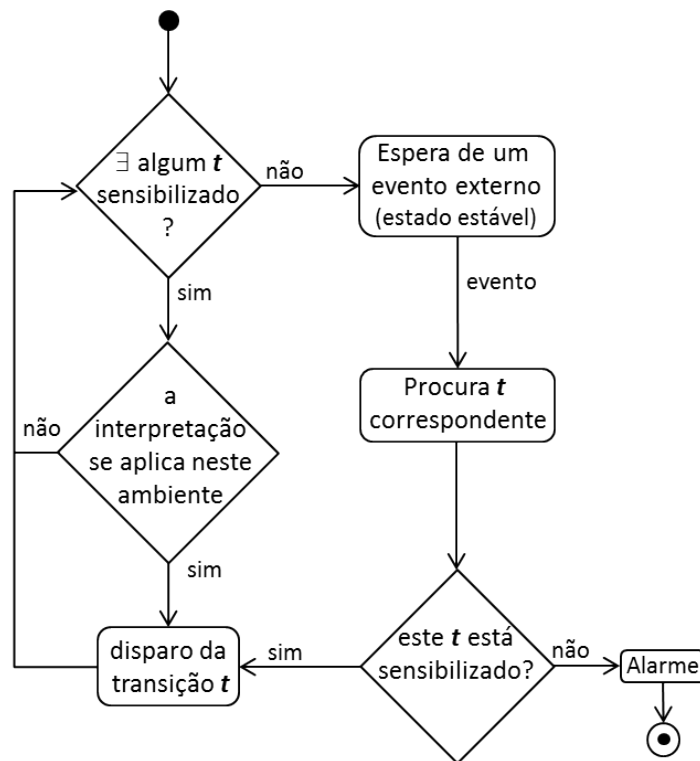 ∃ algum t
sensibilizado
?
não
Espera de um
evento externo
(estado estável)
sim
evento
a
interpretação
se aplica neste
ambiente
não
Procura t
correspondente
sim
disparo da
transição t
sim
este t está
sensibilizado?
não
Alarme